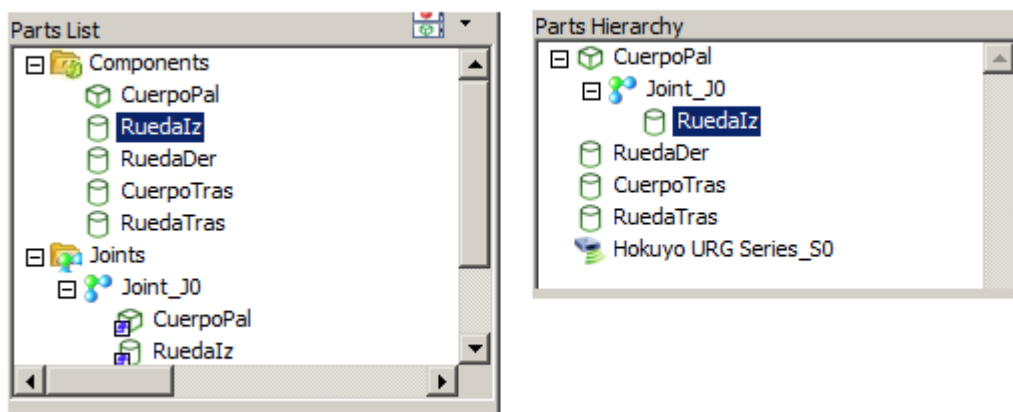 Parts List
Components
CuerpoPal
RuedaIz
RuedaDer
CuerpoTras
RuedaTras
Joints
Joint_J0
CuerpoPal
RuedaIz
Parts Hierarchy
CuerpoPal
Joint_J0
RuedaIz
RuedaDer
CuerpoTras
RuedaTras
Hokuyo URG Series_S0